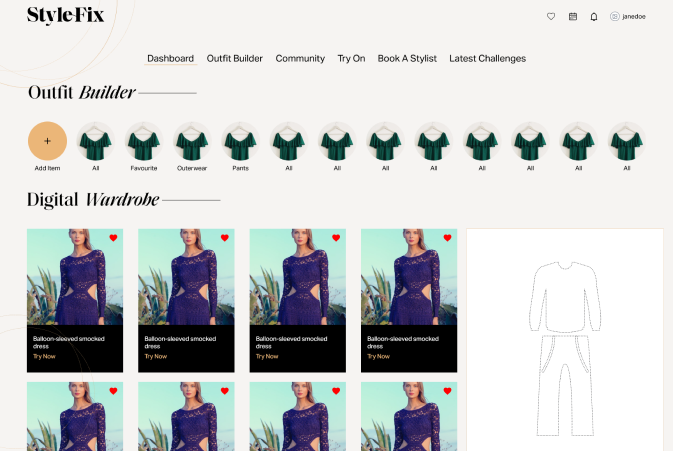 Style-Fix
janedoe
Dashboard Outfit Builder Community Try On Book A Stylist Latest Challenges
Outfit Builder
Add Item All Favourite Outerwear Pants All All All All All All All All
Digital Wardrobe
Balloon-sleeved smocked dress
Try Now
Balloon-sleeved smocked dress
Try Now
Balloon-sleeved smocked dress
Try Now
Balloon-sleeved smocked dress
Try Now